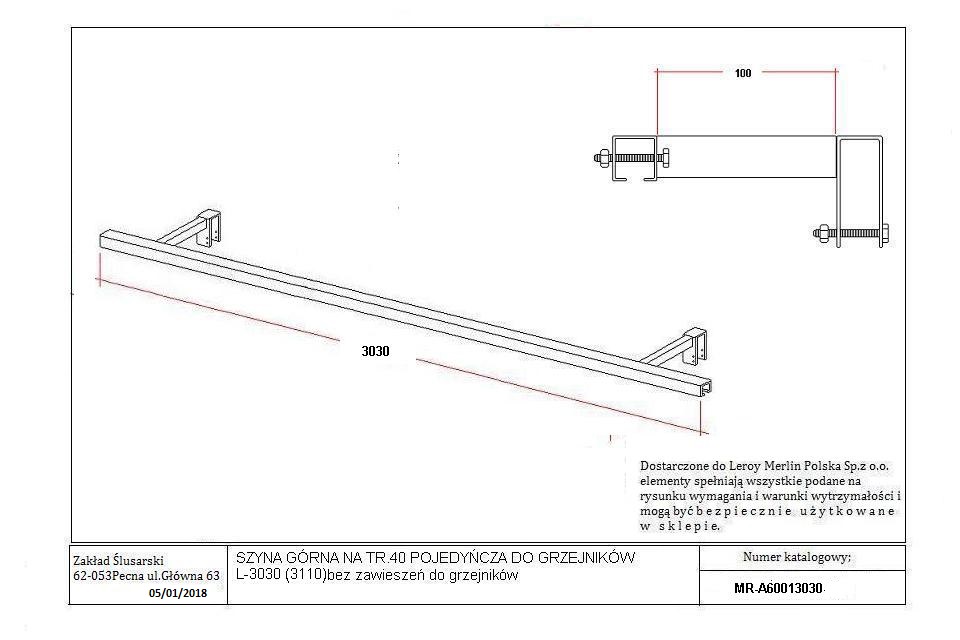 100
3030
Dostarczone do Leroy Merlin Polska Sp.z o.o.
elementy spełniają wszystkie podane na
rysunku wymagania i warunki wytrzymałości i
mogą być b e z p i e c z n i e u ż y t k o w a n e
w s k l e p i e.
Zakład Ślusarski
62-053Pecna ul.Główna 63
05/01/2018
SZYNA GÓRNA NA TR.40 POJEDYŃCZA DO GRZEJNIKÓW
L-3030 (3110)bez zawieszeń do grzejników
Numer katalogowy;
MR-A60013030